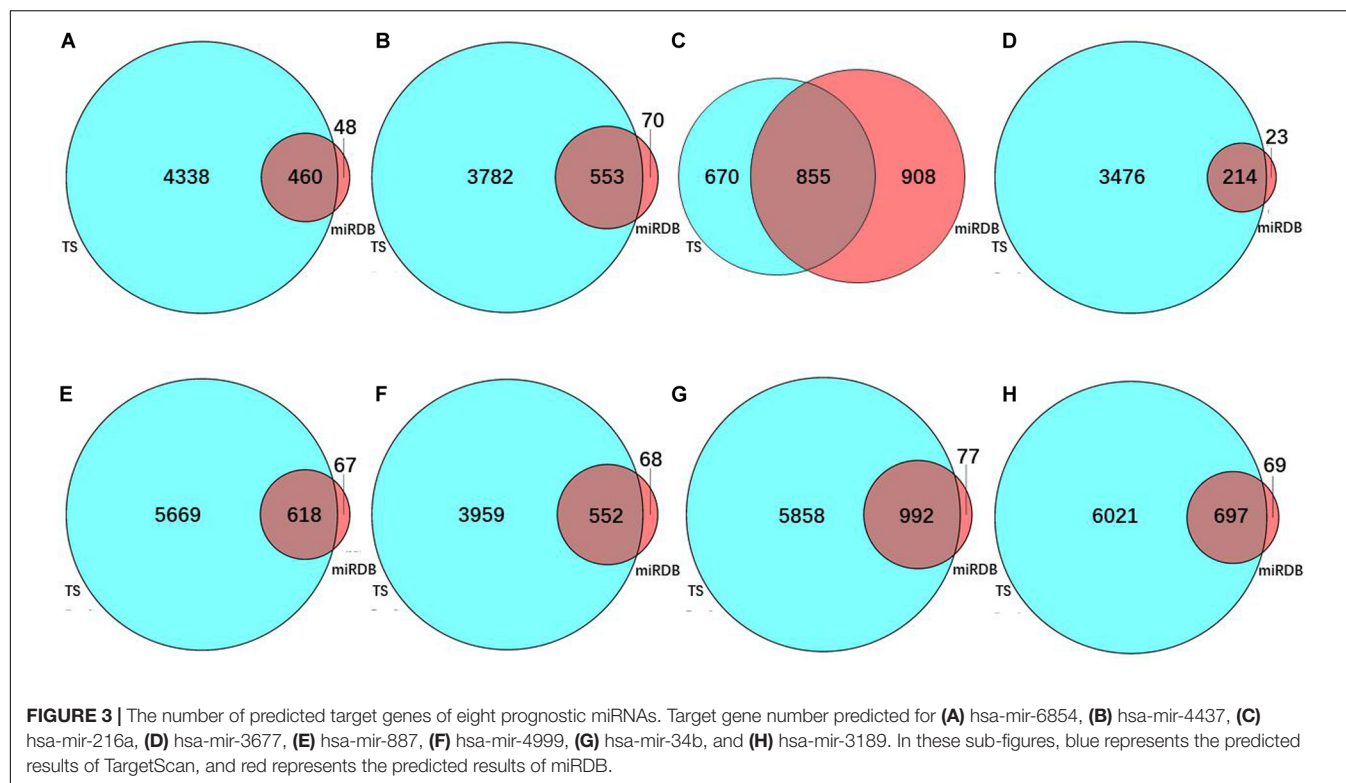 A
B
C
D
48
70
23
4338
460
3782
553
670
855
908
3476
214
miRDB
miRDB
miRDB
miRDB
TS
TS
TS
TS
E
F
G
H
67
68
77
69
5669
618
3959
552
5858
992
6021
697
miRDB
miRDB
miRDB
miRDB
TS
TS
TS
TS
FIGURE 3 | The number of predicted target genes of eight prognostic miRNAs. Target gene number predicted for (A) hsa-mir-6854, (B) hsa-mir-4437, (C)
hsa-mir-216a, (D) hsa-mir-3677, (E) hsa-mir-887, (F) hsa-mir-4999, (G) hsa-mir-34b, and (H) hsa-mir-3189. In these sub-figures, blue represents the predicted
results of TargetScan, and red represents the predicted results of miRDB.